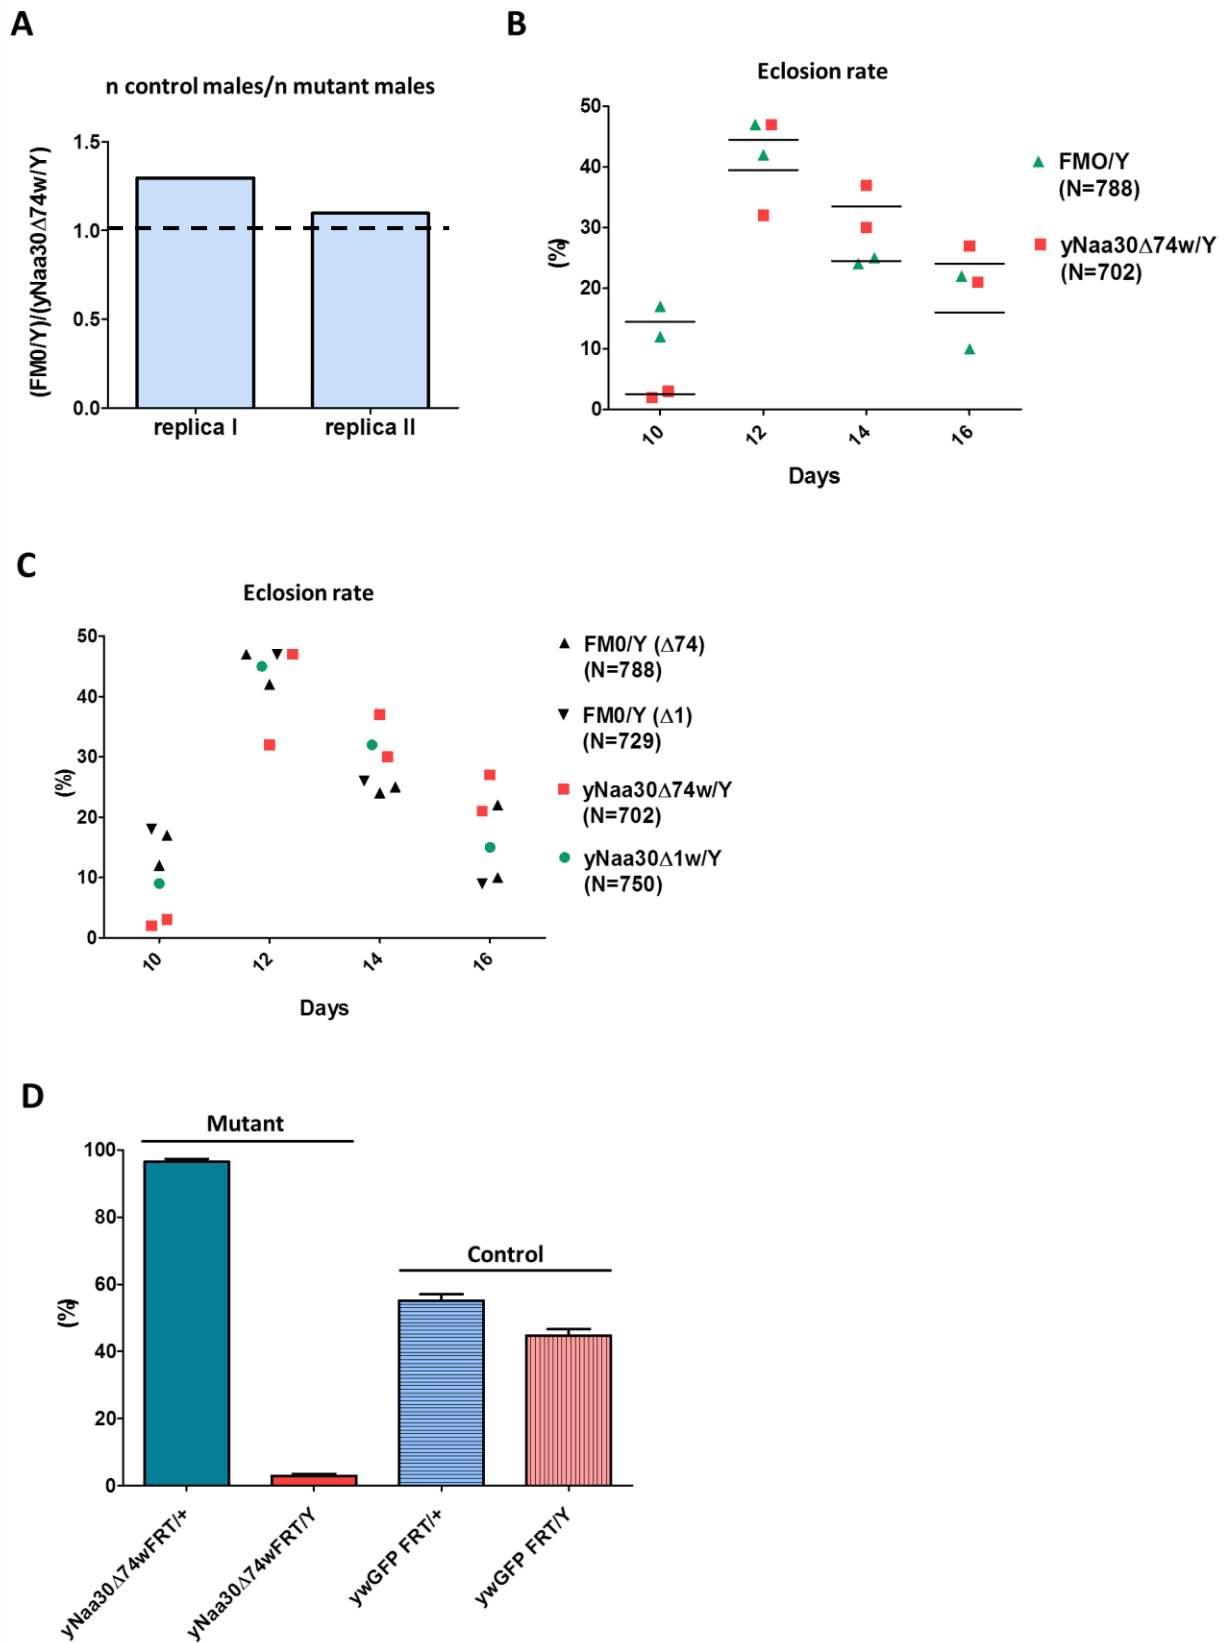 A
n control males/n mutant males
(FM0/Y)/(yNaa30Δ74w/Y)
1.5
1.0
0.5
0.0
replica I
replica II
B
Eclosion rate
(%)
50
40
30
20
10
0
10
12
14
16
Days
FMO/Y
(N=788)
yNaa30Δ74w/Y
(N=702)
C
Eclosion rate
(%)
50
40
30
20
10
0
10
12
14
16
Days
FM0/Y (Δ74)
(N=788)
FM0/Y (Δ1)
(N=729)
yNaa30Δ74w/Y
(N=702)
yNaa30Δ1w/Y
(N=750)
D
Mutant
Control
(%)
100
80
60
40
20
0
yNaa30Δ74wFRT/+
yNaa30Δ74wFRT/Y
ywGFP FRT/+
ywGFP FRT/Y